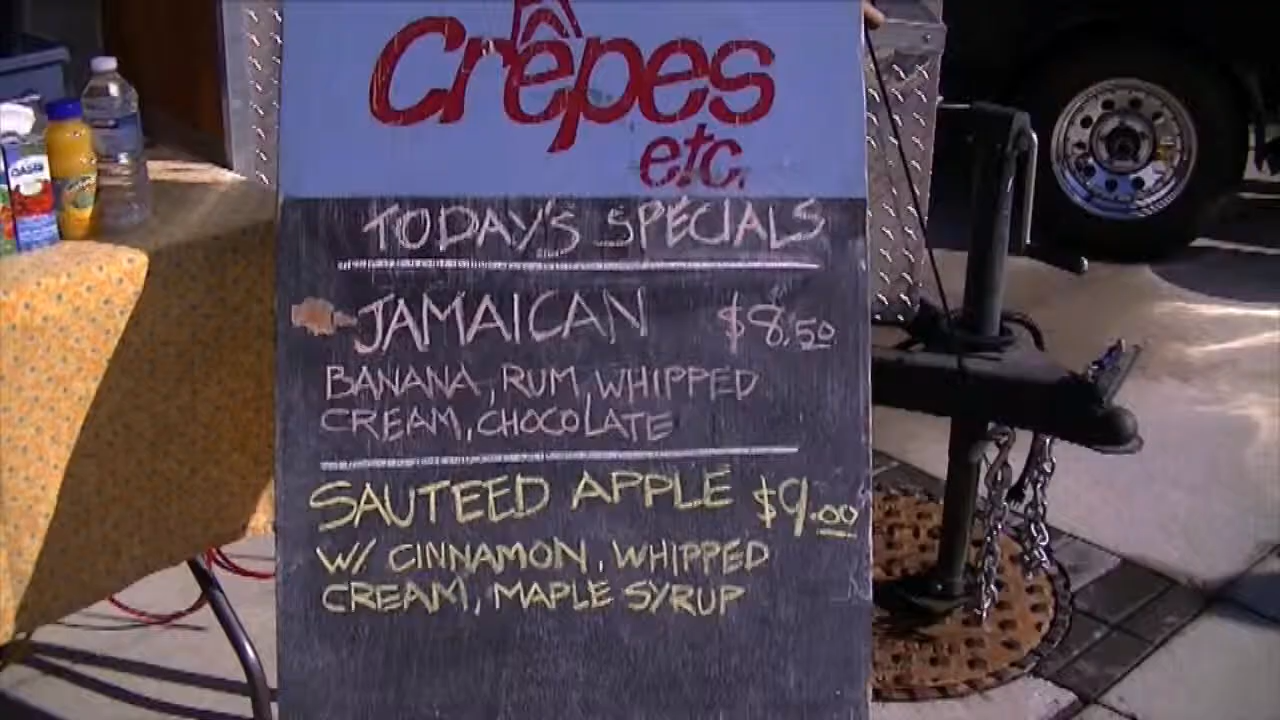 Crêpes
etc.
TODAY'S SPECIALS
JAMAICAN $8.50
BANANA, RUM, WHIPPED
CREAM, CHOCOLATE
SAUTEED APPLE $9.00
W/ CINNAMON, WHIPPED
CREAM, MAPLE SYRUP
OASIS